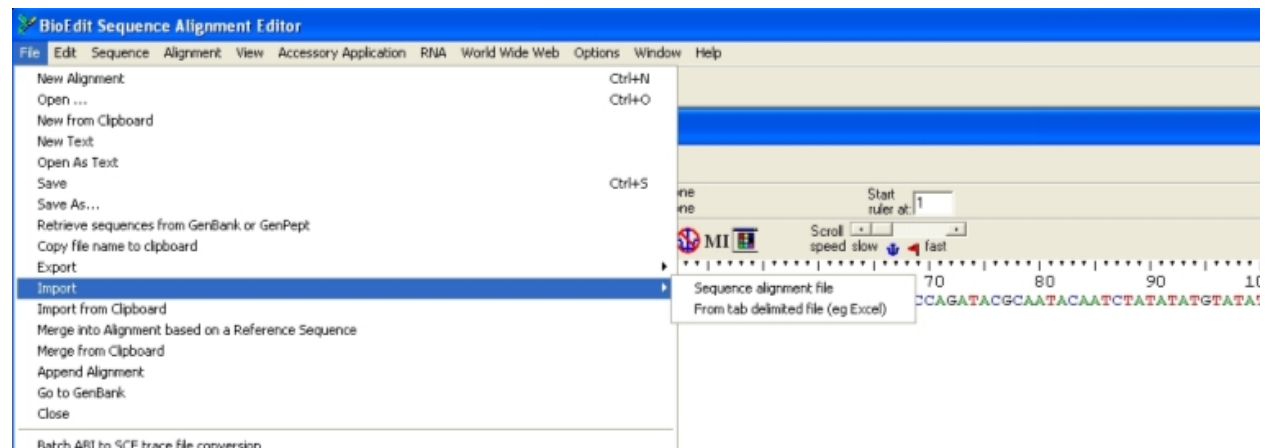 BioEdit Sequence Alignment Editor
File Edit Sequence Alignment View Accessory Application RNA World Wide Web Options Window Help
New Alignment Ctrl+N
Open ... Ctrl+O
New from Clipboard
New Text
Open As Text
Save Ctrl+S
Save As...
Retrieve sequences from GenBank or GenPept
Copy file name to clipboard
Export
Import
Import from Clipboard
Merge into Alignment based on a Reference Sequence
Merge from Clipboard
Append Alignment
Go to GenBank
Close
Batch ABI to SCF trace file conversion
Sequence alignment file
From tab delimited file (eg Excel)
one
one
Start
ruler at: 1
MI
Scroll
speed slow fast
70 80 90 10
CCAGATACGCAATACAATCTATATATGTATAT